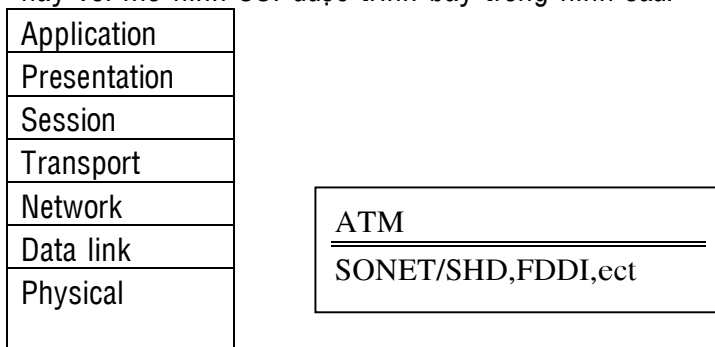 Application
Presentation
Session
Transport
Network
Data link
Physical
ATM
SONET/SHD,FDDI,ect